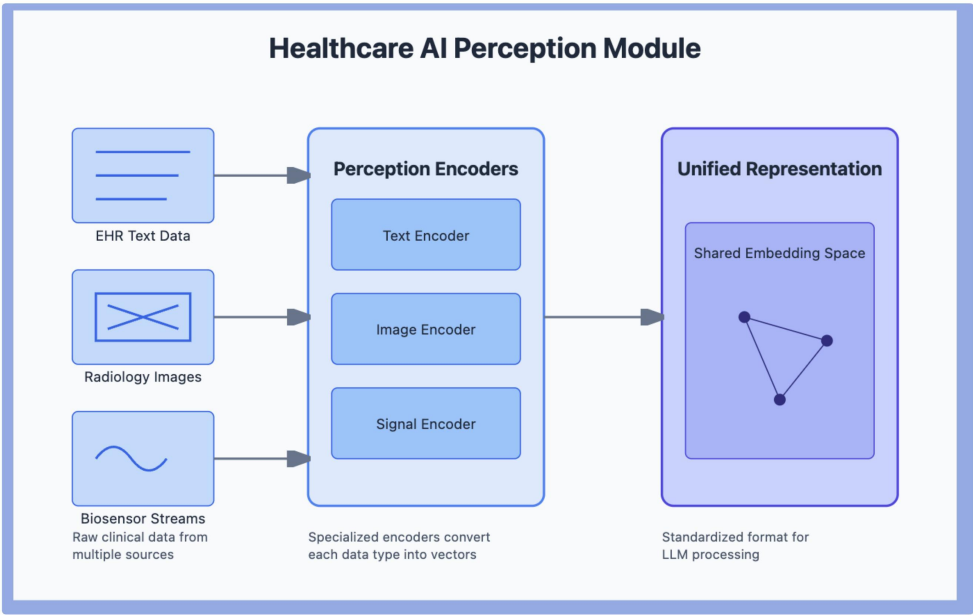 Healthcare AI Perception Module
EHR Text Data
Radiology Images
Biosensor Streams
Raw clinical data from
multiple sources
Perception Encoders
Text Encoder
Image Encoder
Signal Encoder
Specialized encoders convert
each data type into vectors
Unified Representation
Shared Embedding Space
Standardized format for
LLM processing